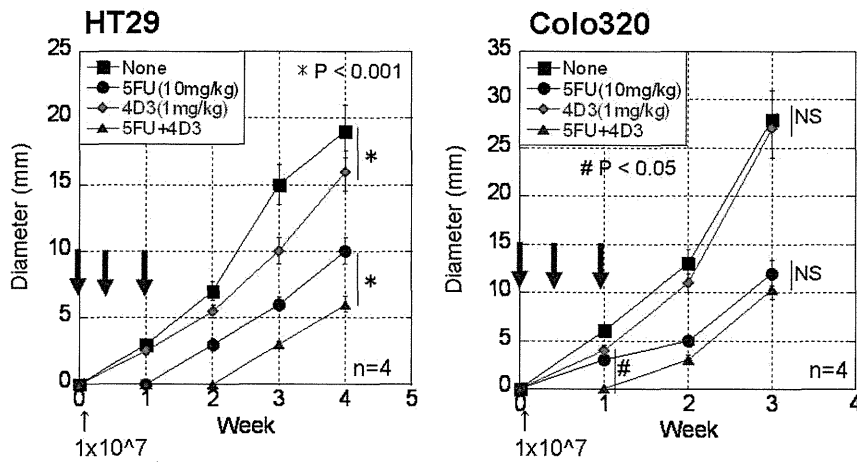 HT29
25
20
15
10
5
0
Diameter (mm)
None
5FU(10mg/kg)
4D3(1mg/kg)
5FU+4D3
* P < 0.001
*
*
n=4
0 1 2 3 4 5
Week
1x10^7
Colo320
35
30
25
20
15
10
5
0
Diameter (mm)
None
5FU(10mg/kg)
4D3(1mg/kg)
5FU+4D3
# P < 0.05
NS
NS
#
n=4
0 1 2 3 4
Week
1x10^7